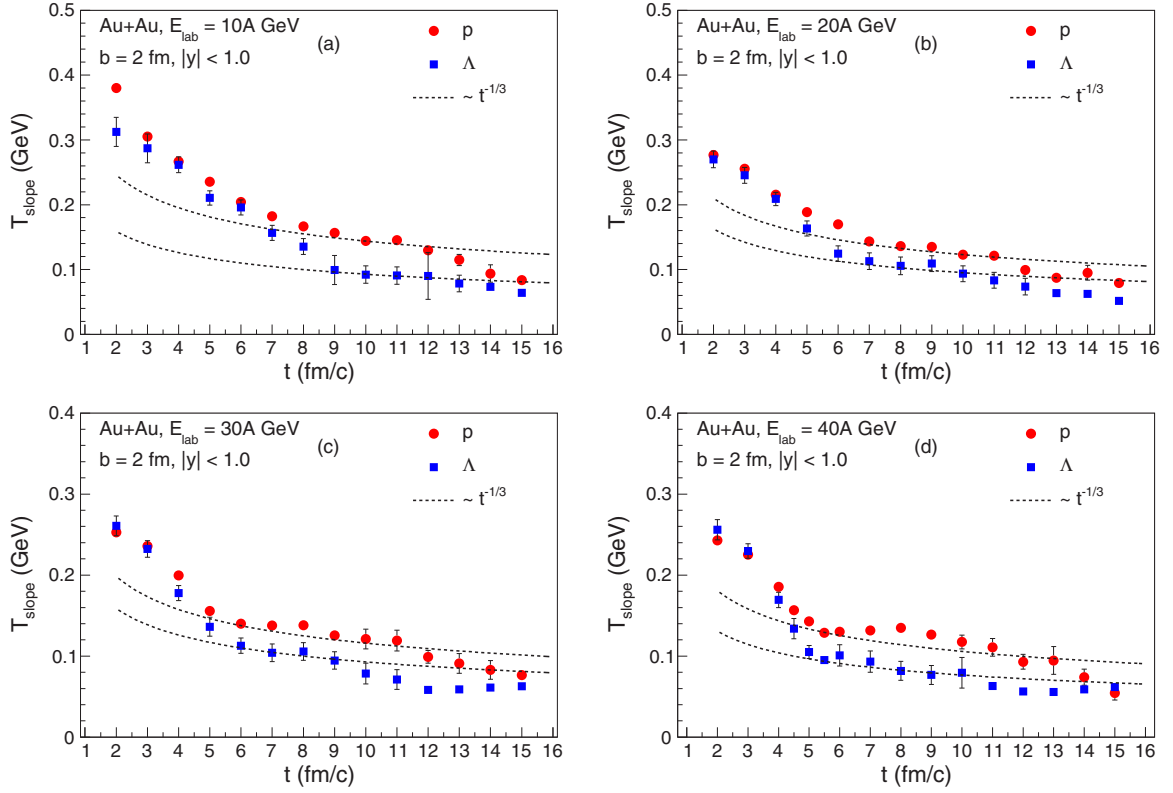 Au+Au, E_lab = 10A GeV
b = 2 fm, |y| < 1.0
(a)
p
Λ
~ t^-1/3
T_slope (GeV)
0.5
0.4
0.3
0.2
0.1
0
1 2 3 4 5 6 7 8 9 10 11 12 13 14 15 16
t (fm/c)
Au+Au, E_lab = 20A GeV
b = 2 fm, |y| < 1.0
(b)
p
Λ
~ t^-1/3
T_slope (GeV)
0.5
0.4
0.3
0.2
0.1
0
1 2 3 4 5 6 7 8 9 10 11 12 13 14 15 16
t (fm/c)
Au+Au, E_lab = 30A GeV
b = 2 fm, |y| < 1.0
(c)
p
Λ
~ t^-1/3
T_slope (GeV)
0.4
0.3
0.2
0.1
0
1 2 3 4 5 6 7 8 9 10 11 12 13 14 15 16
t (fm/c)
Au+Au, E_lab = 40A GeV
b = 2 fm, |y| < 1.0
(d)
p
Λ
~ t^-1/3
T_slope (GeV)
0.4
0.3
0.2
0.1
0
1 2 3 4 5 6 7 8 9 10 11 12 13 14 15 16
t (fm/c)